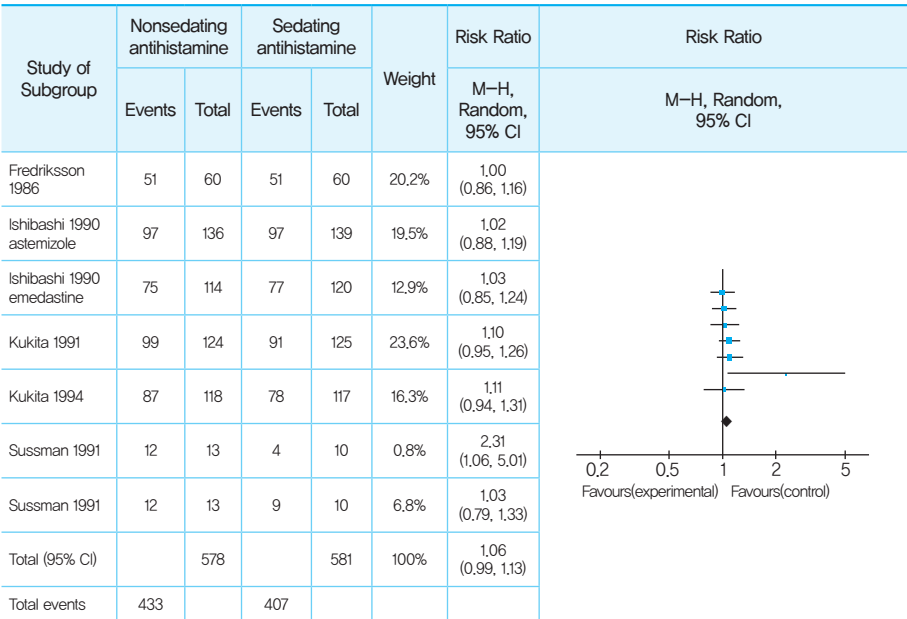 Study of
Subgroup
Nonsedating
antihistamine
Sedating
antihistamine
Weight
Risk Ratio
Risk Ratio
Events
Total
Events
Total
M-H,
Random,
95% CI
M-H, Random,
95% CI
Fredriksson
1986
51
60
51
60
20.2%
1.00
(0.86, 1.16)
Ishibashi 1990
astemizole
97
136
97
139
19.5%
1.02
(0.88, 1.19)
Ishibashi 1990
emedastine
75
114
77
120
12.9%
1.03
(0.85, 1.24)
Kukita 1991
99
124
91
125
23.6%
1.10
(0.95, 1.26)
Kukita 1994
87
118
78
117
16.3%
1.11
(0.94, 1.31)
Sussman 1991
12
13
4
10
0.8%
2.31
(1.06, 5.01)
Sussman 1991
12
13
9
10
6.8%
1.03
(0.79, 1.33)
Total (95% CI)
578
581
100%
1.06
(0.99, 1.13)
Total events
433
407
0.2
0.5
1
2
5
Favours(experimental)
Favours(control)